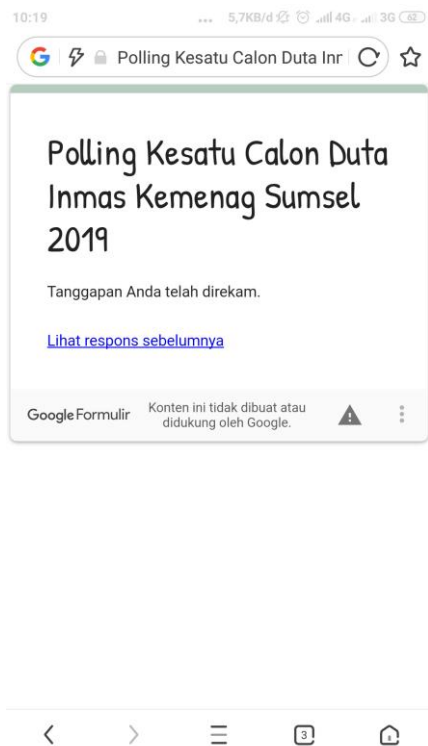 10:19
... 5,7KB/d 4G 3G 62
G Polling Kesatu Calon Duta Inr
Polling Kesatu Calon Duta
Inmas Kemenag Sumsel
2019
Tanggapan Anda telah direkam.
Lihat respons sebelumnya
Google Formulir
Konten ini tidak dibuat atau
didukung oleh Google.
3